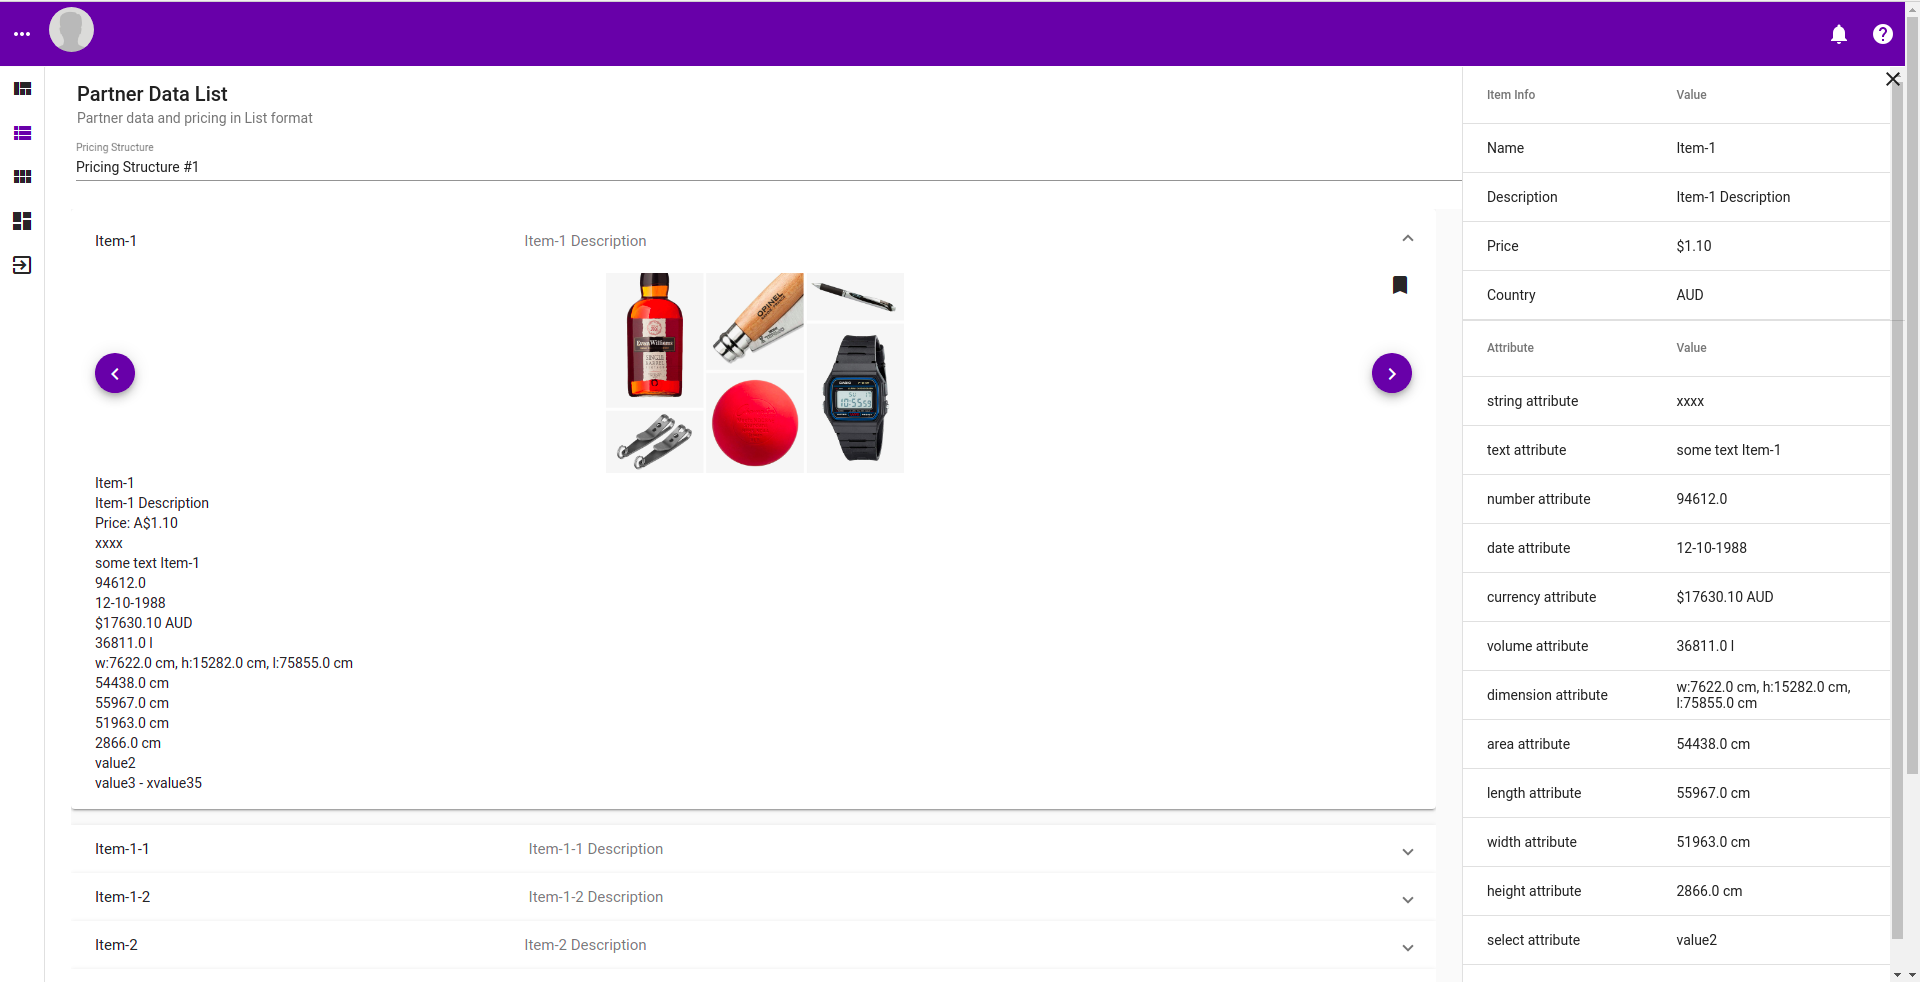 Partner Data List
Partner data and pricing in List format
Pricing Structure
Pricing Structure #1
Item-1
Item-1 Description
OPINEL
Evan Williams
SINGLE
BARREL
CASIO
10:55
Item-1
Item-1 Description
Price: A$1.10
xxxx
some text Item-1
94612.0
12-10-1988
$17630.10 AUD
36811.0 l
w:7622.0 cm, h:15282.0 cm, l:75855.0 cm
54438.0 cm
55967.0 cm
51963.0 cm
2866.0 cm
value2
value3 - xvalue35
Item-1-1
Item-1-1 Description
Item-1-2
Item-1-2 Description
Item-2
Item-2 Description
Item Info Value
Name Item-1
Description Item-1 Description
Price $1.10
Country AUD
Attribute Value
string attribute xxxx
text attribute some text Item-1
number attribute 94612.0
date attribute 12-10-1988
currency attribute $17630.10 AUD
volume attribute 36811.0 l
dimension attribute w:7622.0 cm, h:15282.0 cm,
l:75855.0 cm
area attribute 54438.0 cm
length attribute 55967.0 cm
width attribute 51963.0 cm
height attribute 2866.0 cm
select attribute value2